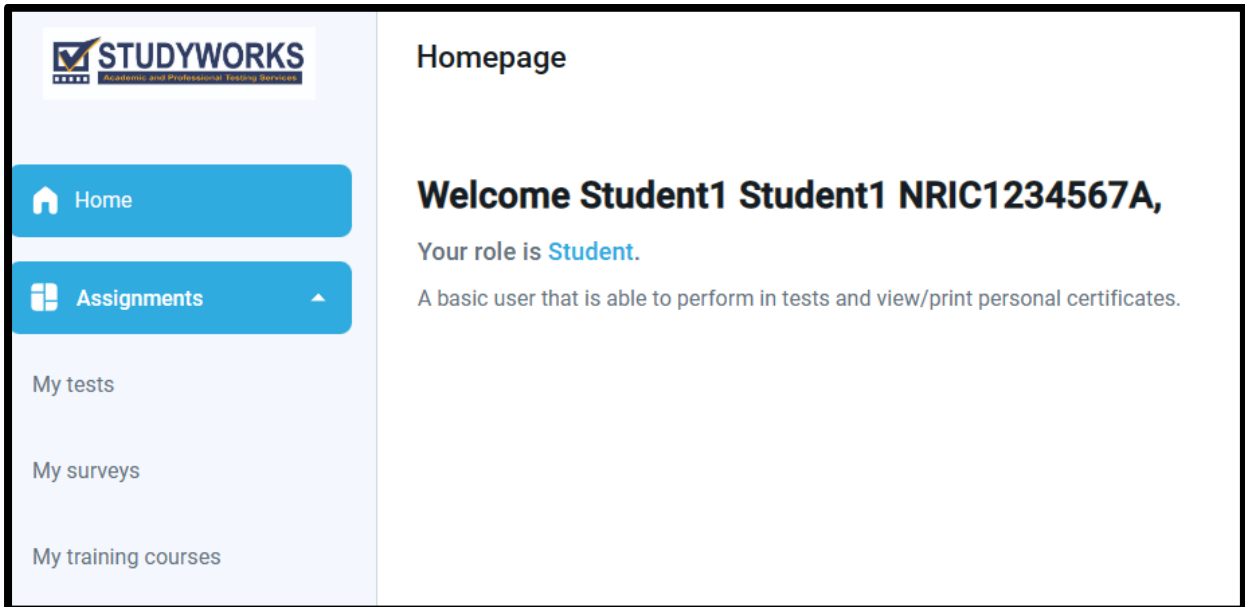 STUDYWORKS
Academic and Professional Testing Services
Home
Assignments
My tests
My surveys
My training courses
Homepage
Welcome Student1 Student1 NRIC1234567A,
Your role is Student.
A basic user that is able to perform in tests and view/print personal certificates.